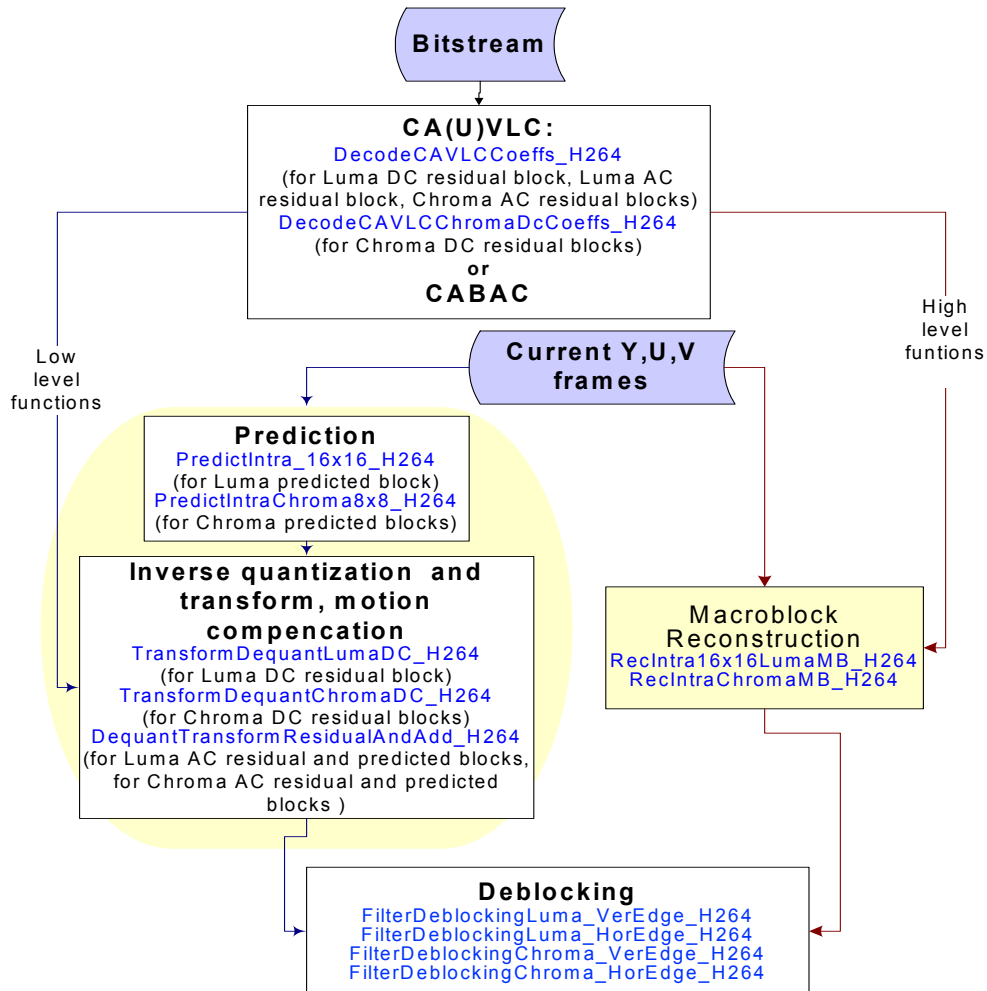 Bitstream
CA(U)VLC:
DecodeCAVLCCoeffs_H264
(for Luma DC residual block, Luma AC
residual block, Chroma AC residual blocks)
DecodeCAVLCChromaDcCoeffs_H264
(for Chroma DC residual blocks)
or
CABAC
Low
level
functions
High
level
funtions
Current Y,U,V
frames
Prediction
PredictIntra_16x16_H264
(for Luma predicted block)
PredictIntraChroma8x8_H264
(for Chroma predicted blocks)
Inverse quantization and
transform, motion
compencation
TransformDequantLumaDC_H264
(for Luma DC residual block)
TransformDequantChromaDC_H264
(for Chroma DC residual blocks)
DequantTransformResidualAndAdd_H264
(for Luma AC residual and predicted blocks,
for Chroma AC residual and predicted
blocks )
Macroblock
Reconstruction
RecIntra16x16LumaMB_H264
RecIntraChromaMB_H264
Deblocking
FilterDeblockingLuma_VerEdge_H264
FilterDeblockingLuma_HorEdge_H264
FilterDeblockingChroma_VerEdge_H264
FilterDeblockingChroma_HorEdge_H264